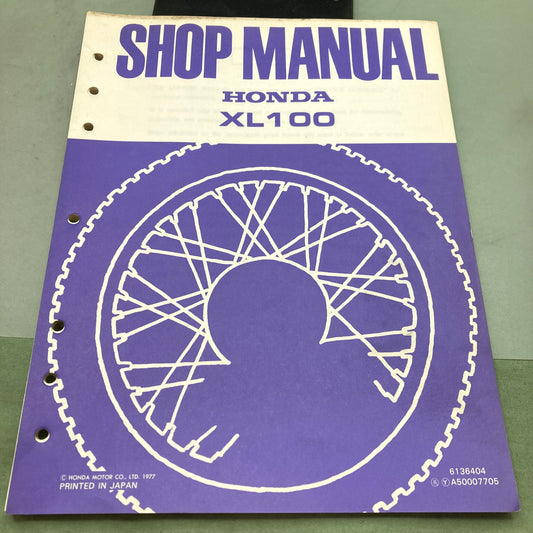 SHOP MANUAL
HONDA
XL100
© HONDA MOTOR CO., LTD. 1977
PRINTED IN JAPAN
6136404
A50007705